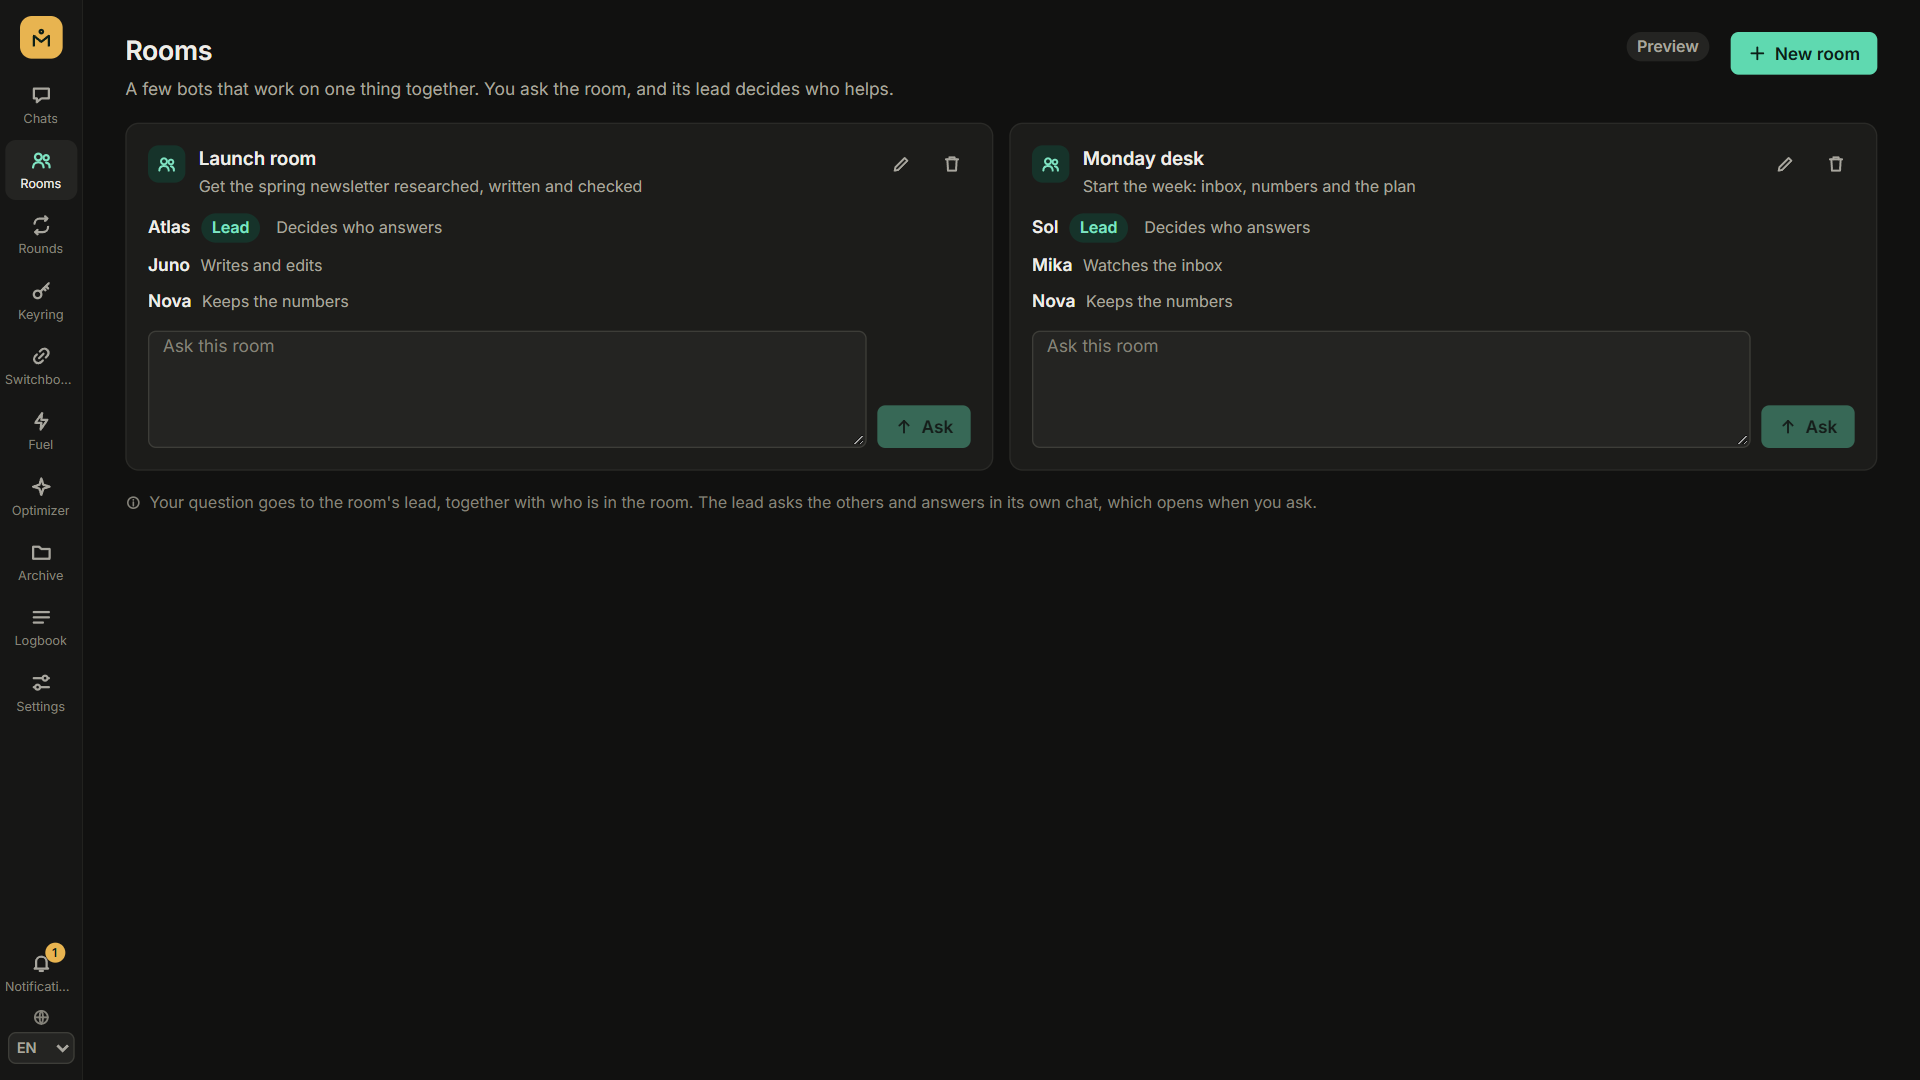 Rooms
A few bots that work on one thing together. You ask the room, and its lead decides who helps.
Preview
New room
Chats
Rooms
Rounds
Keyring
Switchbo...
Fuel
Optimizer
Archive
Logbook
Settings
1
Notificati...
EN
Launch room
Get the spring newsletter researched, written and checked
Atlas Lead Decides who answers
Juno Writes and edits
Nova Keeps the numbers
Ask this room
Ask
Monday desk
Start the week: inbox, numbers and the plan
Sol Lead Decides who answers
Mika Watches the inbox
Nova Keeps the numbers
Ask this room
Ask
Your question goes to the room's lead, together with who is in the room. The lead asks the others and answers in its own chat, which opens when you ask.